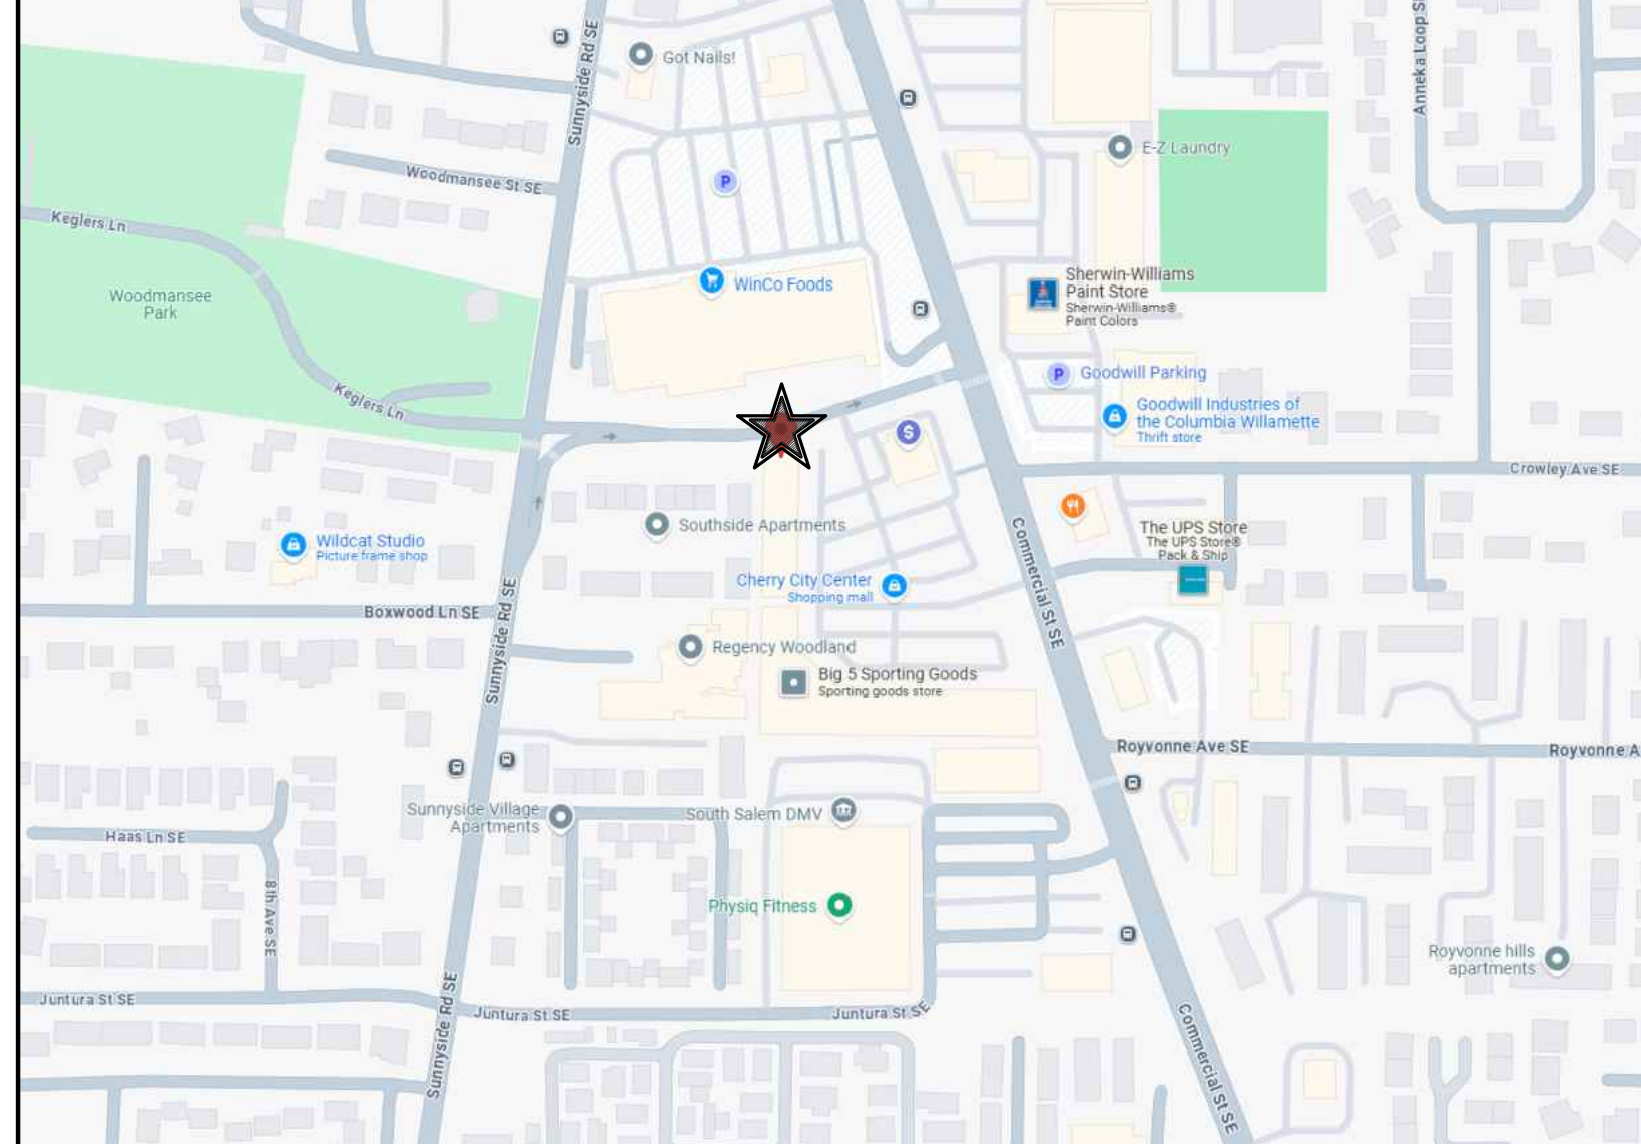 Sunnyside Rd SE
Got Nails!
Anneka Loop S
E-Z Laundry
P
Woodmansee St SE
Keglers Ln
Woodmansee
Park
WinCo Foods
Sherwin-Williams
Paint Store
Sherwin-Williams®
Paint Colors
P
Goodwill Parking
Keglers Ln
Goodwill Industries of
the Columbia Willamette
Thrift store
$
Crowley Ave SE
Southside Apartments
Wildcat Studio
Picture frame shop
The UPS Store
The UPS Store®
Pack & Ship
Cherry City Center
Shopping mall
Commercial St SE
Boxwood Ln SE
Sunnyside Rd SE
Regency Woodland
Big 5 Sporting Goods
Sporting goods store
Royvonne Ave SE
Royvonne A
Sunnyside Village
Apartments
South Salem DMV
Haas Ln SE
8th Ave SE
Physiq Fitness
Royvonne hills
apartments
Juntura St SE
Juntura St SE
Juntura St SE
Sunnyside Rd SE
Commercial St SE